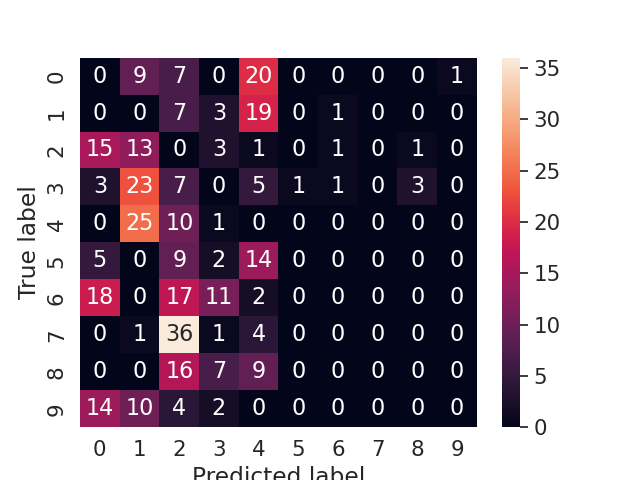 0 0 9 7 0 20 0 0 0 0 1
1 0 0 7 3 19 0 1 0 0 0
2 15 13 0 3 1 0 1 0 1 0
3 3 23 7 0 5 1 1 0 3 0
4 0 25 10 1 0 0 0 0 0 0
5 5 0 9 2 14 0 0 0 0 0
6 18 0 17 11 2 0 0 0 0 0
7 0 1 36 1 4 0 0 0 0 0
8 0 0 16 7 9 0 0 0 0 0
9 14 10 4 2 0 0 0 0 0 0
0 1 2 3 4 5 6 7 8 9
True label
Predicted label
35
30
25
20
15
10
5
0